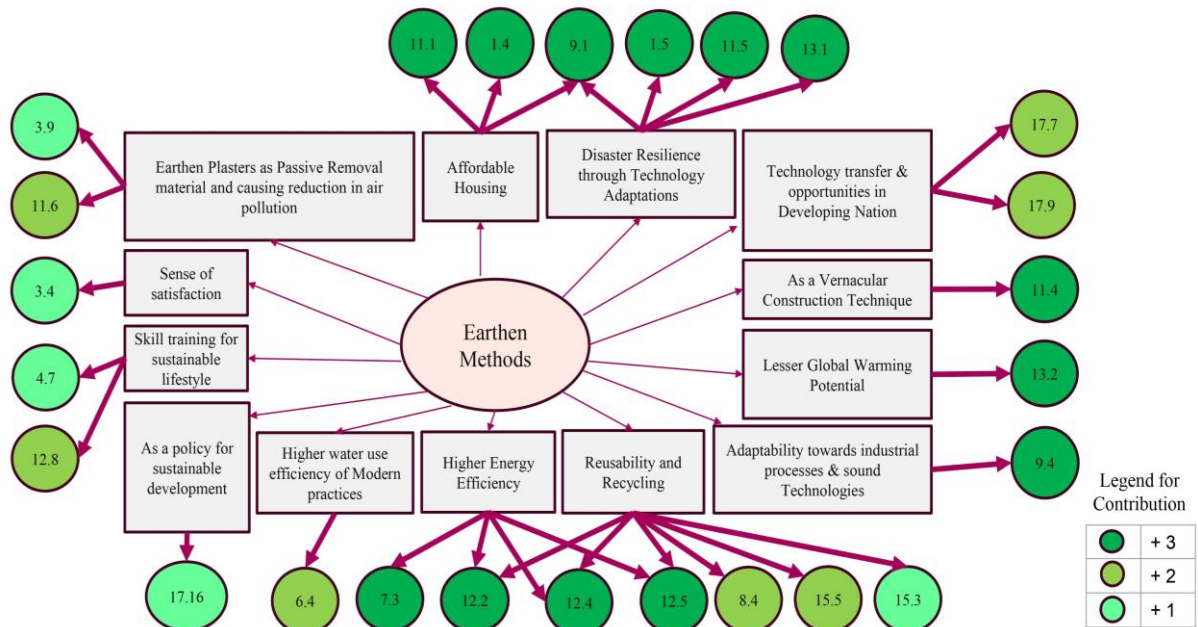 11.1
1.4
9.1
1.5
11.5
13.1
3.9
11.6
Earthen Plasters as Passive Removal
material and causing reduction in air
pollution
Affordable
Housing
Disaster Resilience
through Technology
Adaptations
Technology transfer &
opportunities in
Developing Nation
17.7
17.9
3.4
Sense of
satisfaction
Earthen
Methods
As a Vernacular
Construction Technique
11.4
4.7
12.8
Skill training for
sustainable
lifestyle
Lesser Global Warming
Potential
13.2
As a policy for
sustainable
development
Higher water use
efficiency of Modern
practices
Higher Energy
Efficiency
Reusability and
Recycling
Adaptability towards industrial
processes & sound
Technologies
9.4
17.16
6.4
7.3
12.2
12.4
12.5
8.4
15.5
15.3
Legend for
Contribution
+ 3
+ 2
+ 1